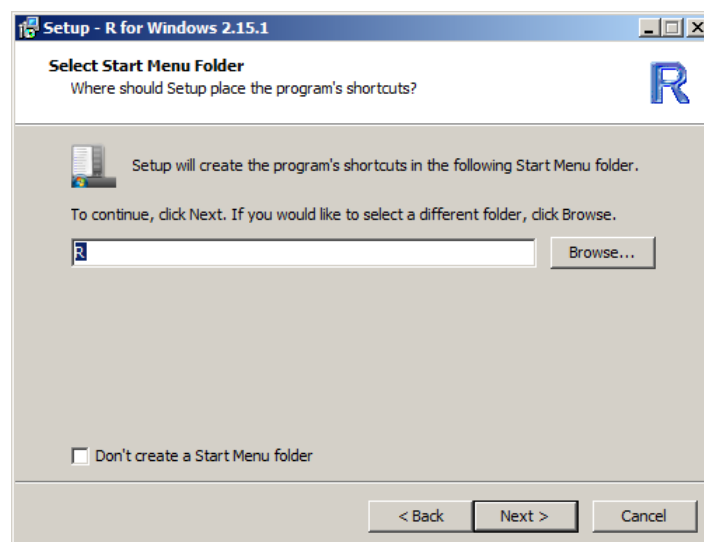 Setup - R for Windows 2.15.1
Select Start Menu Folder
Where should Setup place the program's shortcuts?
R
Setup will create the program's shortcuts in the following Start Menu folder.
To continue, click Next. If you would like to select a different folder, click Browse.
R
Browse...
Don't create a Start Menu folder
< Back
Next >
Cancel